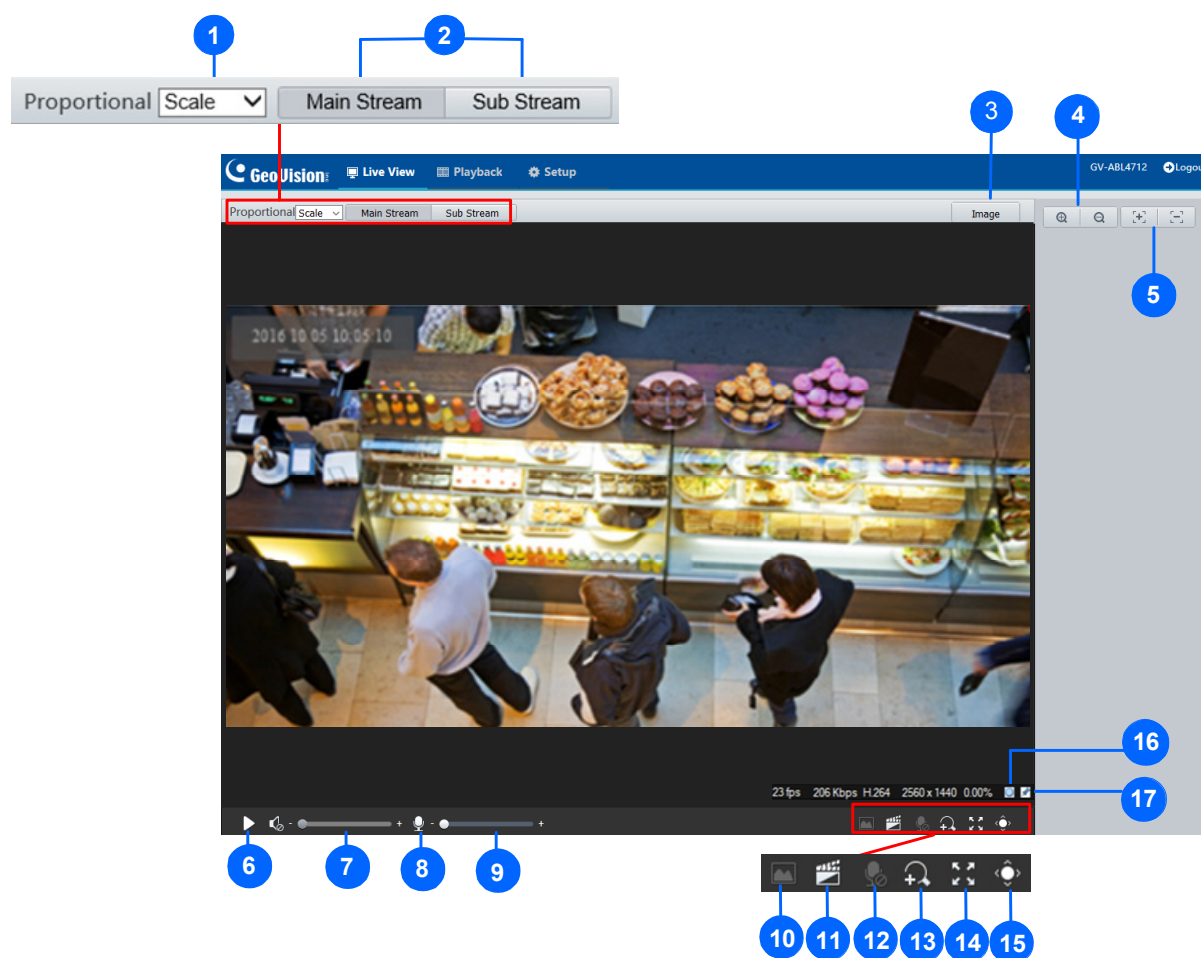 1
2
Proportional Scale Main Stream Sub Stream
3
4
GeoVision Live View Playback Setup GV-ABL4712 Logou
Proportional Scale Main Stream Sub Stream Image
5
2016 10 05 10:05:10
16
23 fps 206 Kbps H.264 2560 x 1440 0.00%
17
- + - +
6 7 8 9
10 11 12 13 14 15